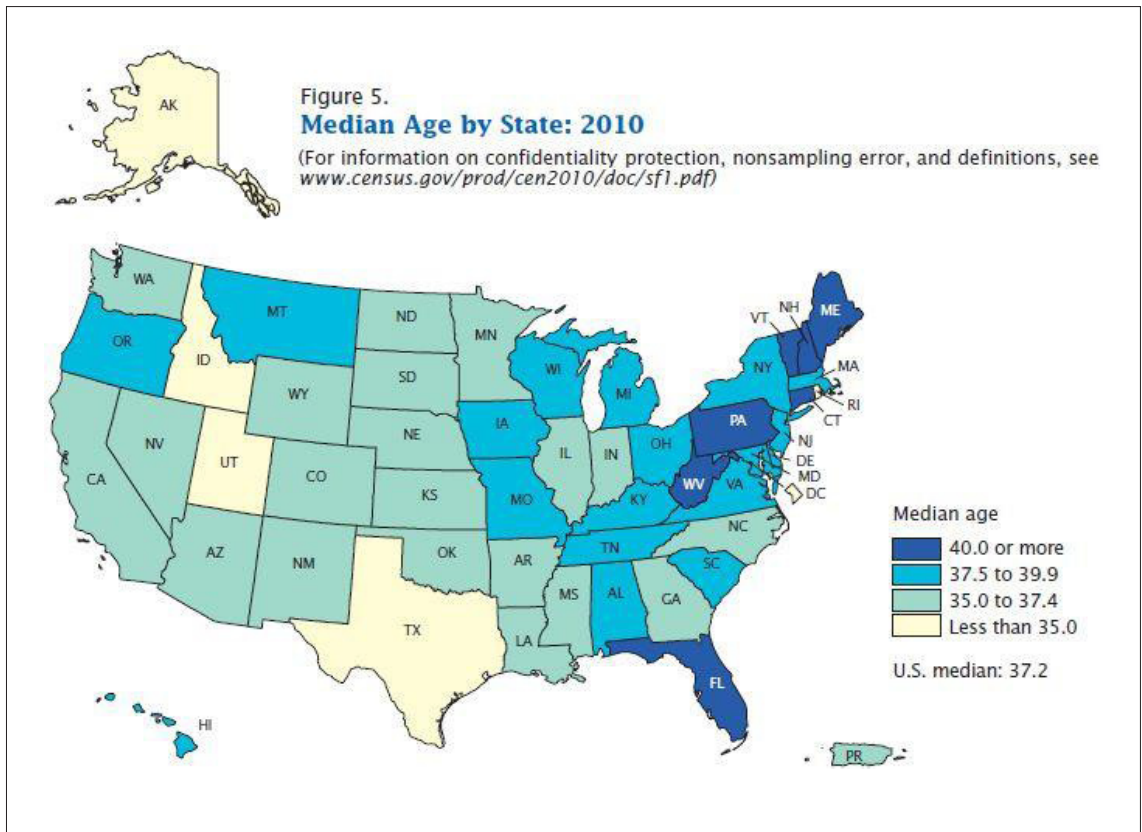 AK
Figure 5.
Median Age by State: 2010
(For information on confidentiality protection, nonsampling error, and definitions, see
www.census.gov/prod/cen2010/doc/sf1.pdf)
WA
MT
ND
MN
OR
ID
WY
SD
WI
MI
NY
VT
NH
ME
MA
RI
CT
NJ
DE
MD
DC
NV
CA
UT
CO
NE
IA
IL
IN
OH
PA
WV
VA
KS
MO
KY
NC
TN
SC
AZ
NM
OK
AR
MS
AL
GA
TX
LA
FL
HI
PR
Median age
40.0 or more
37.5 to 39.9
35.0 to 37.4
Less than 35.0
U.S. median: 37.2